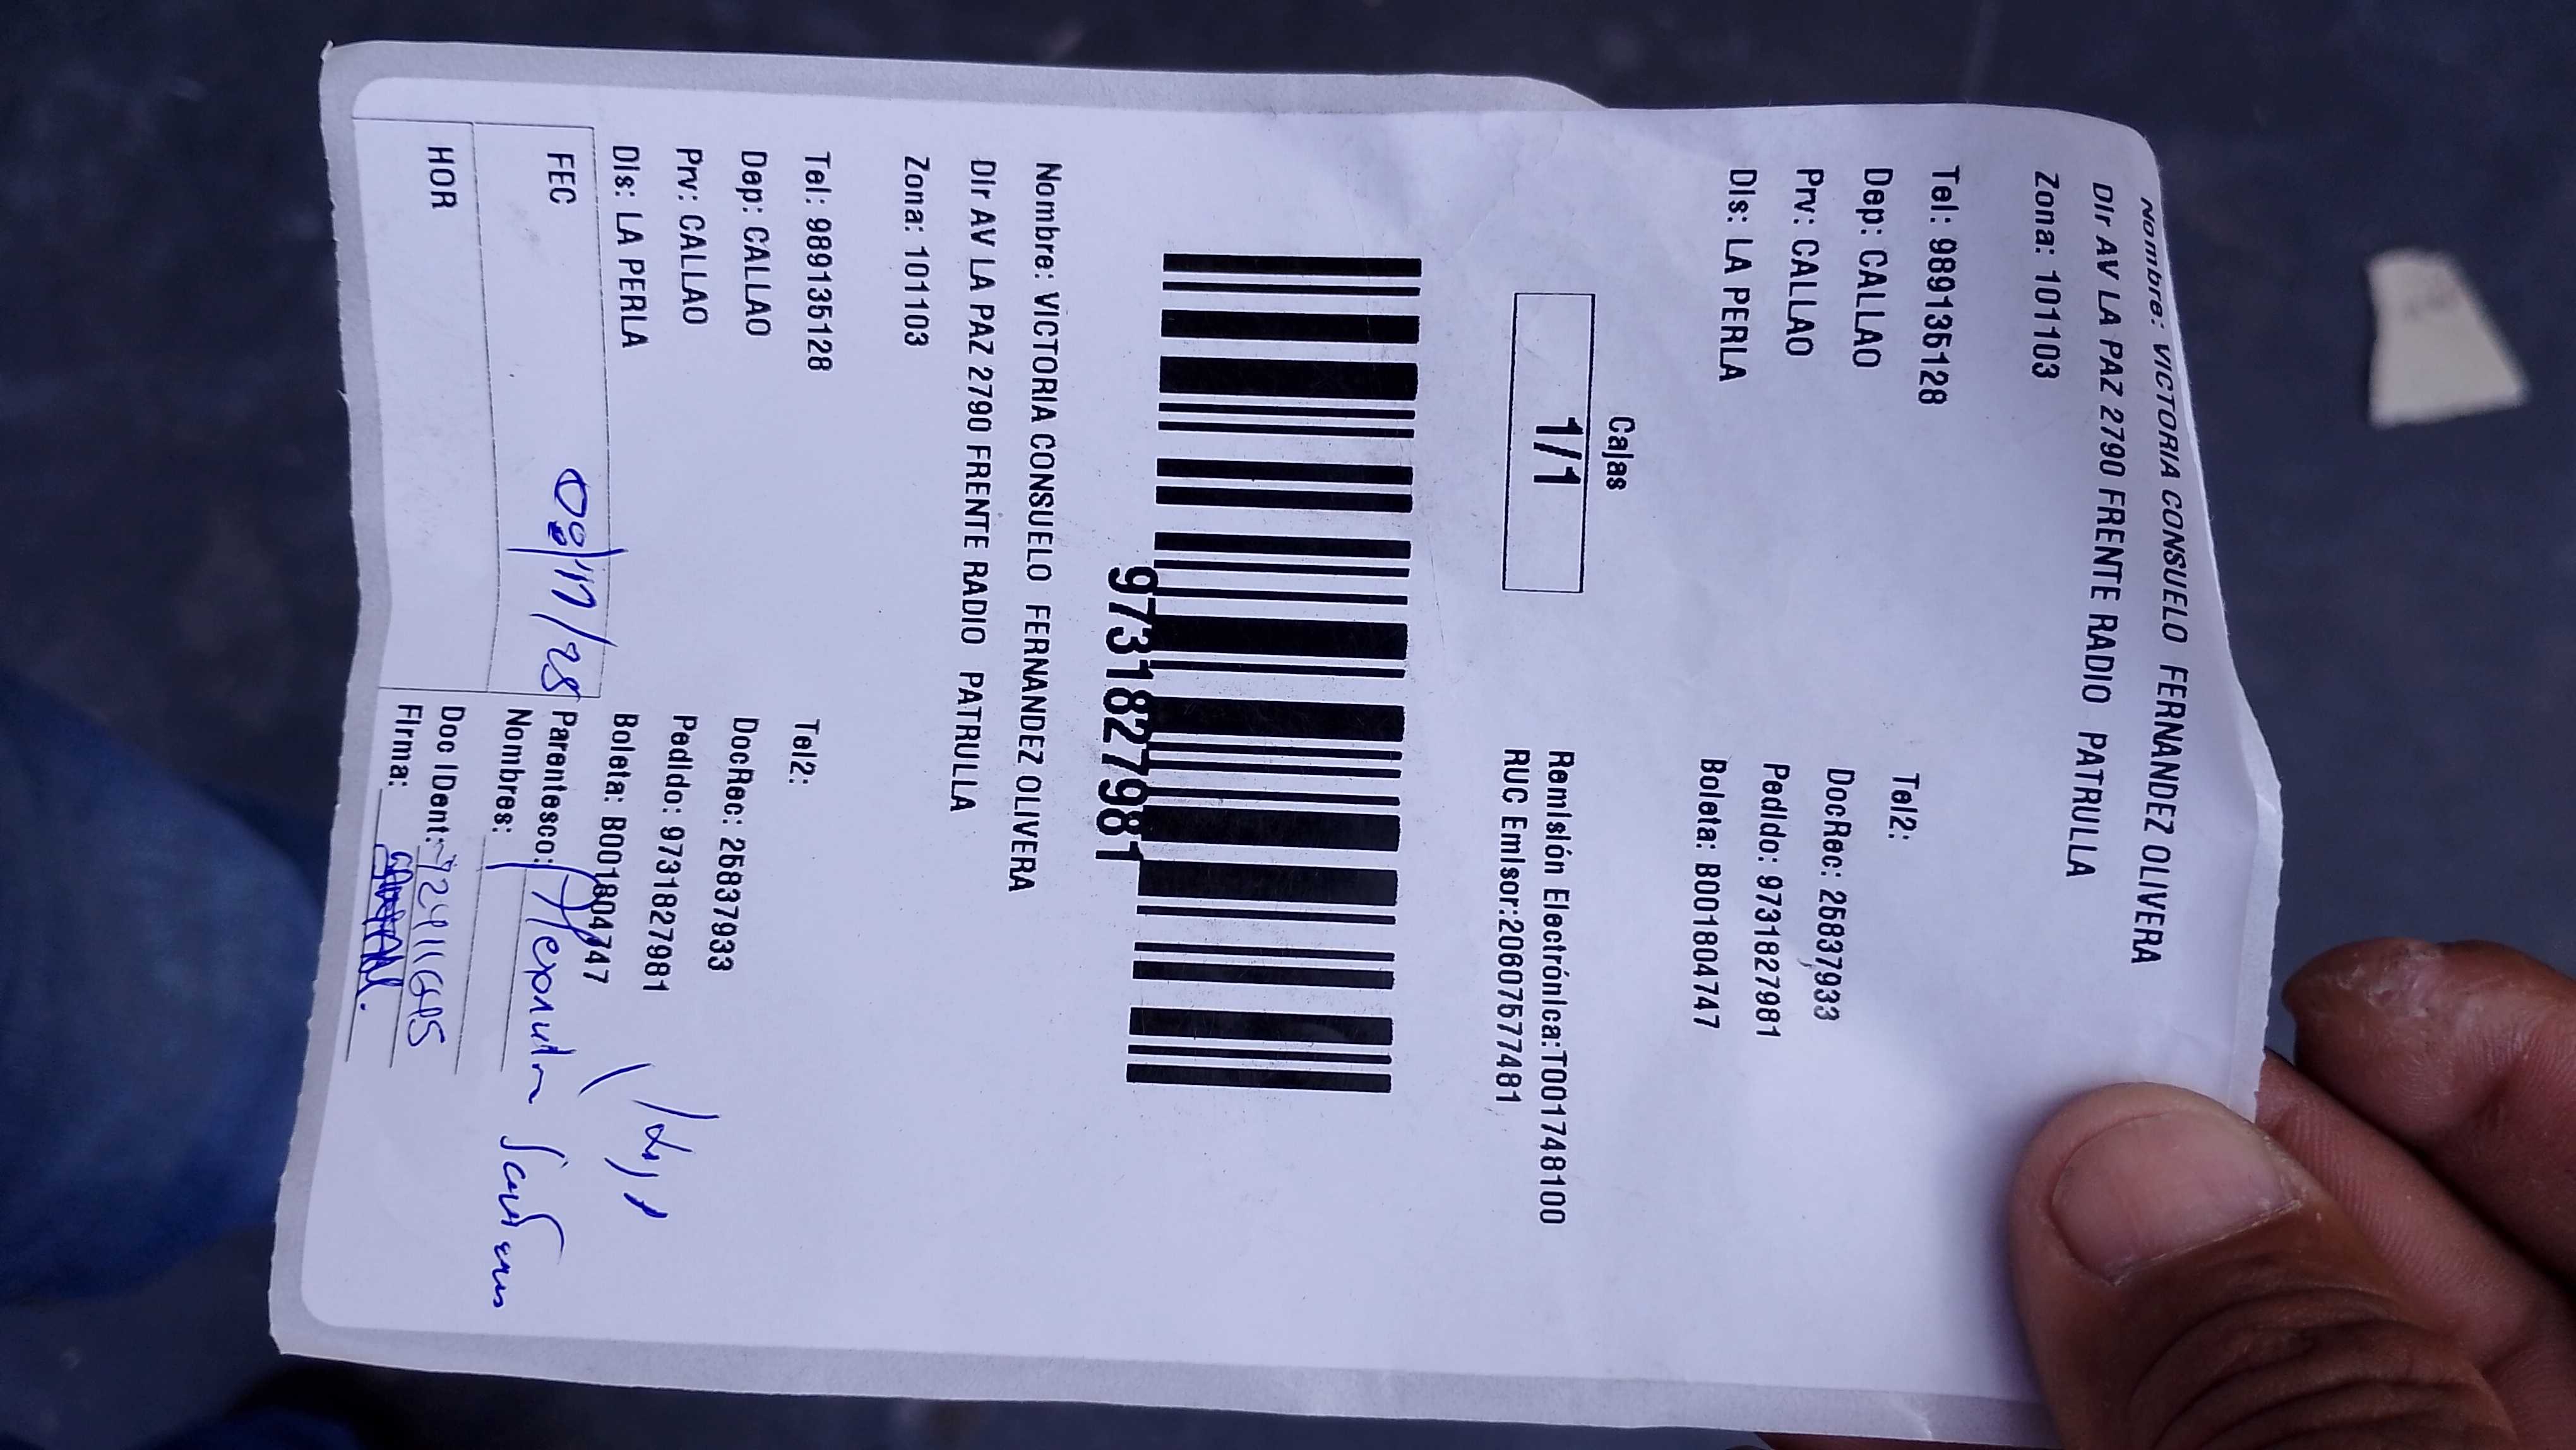 Nombre: VICTORIA CONSUELO FERNANDEZ OLIVERA
Dir AV LA PAZ 2790 FRENTE RADIO PATRULLA
Zona: 101103
Tel: 989135128 Tel2:
Dep: CALLAO DocRec: 25837933
Prv: CALLAO Pedido: 9731827981
Dis: LA PERLA Boleta: B001804747
Cajas
1/1
Remisión Electrónica:T001748100
RUC Emisor:20607577481
9731827981
Nombre: VICTORIA CONSUELO FERNANDEZ OLIVERA
Dir AV LA PAZ 2790 FRENTE RADIO PATRULLA
Zona: 101103
Tel: 989135128 Tel2:
Dep: CALLAO DocRec: 25837933
Prv: CALLAO Pedido: 9731827981
Dis: LA PERLA Boleta: B001804747
FEC Parentesco:
Nombres:
HOR Doc IDent:
Firma: